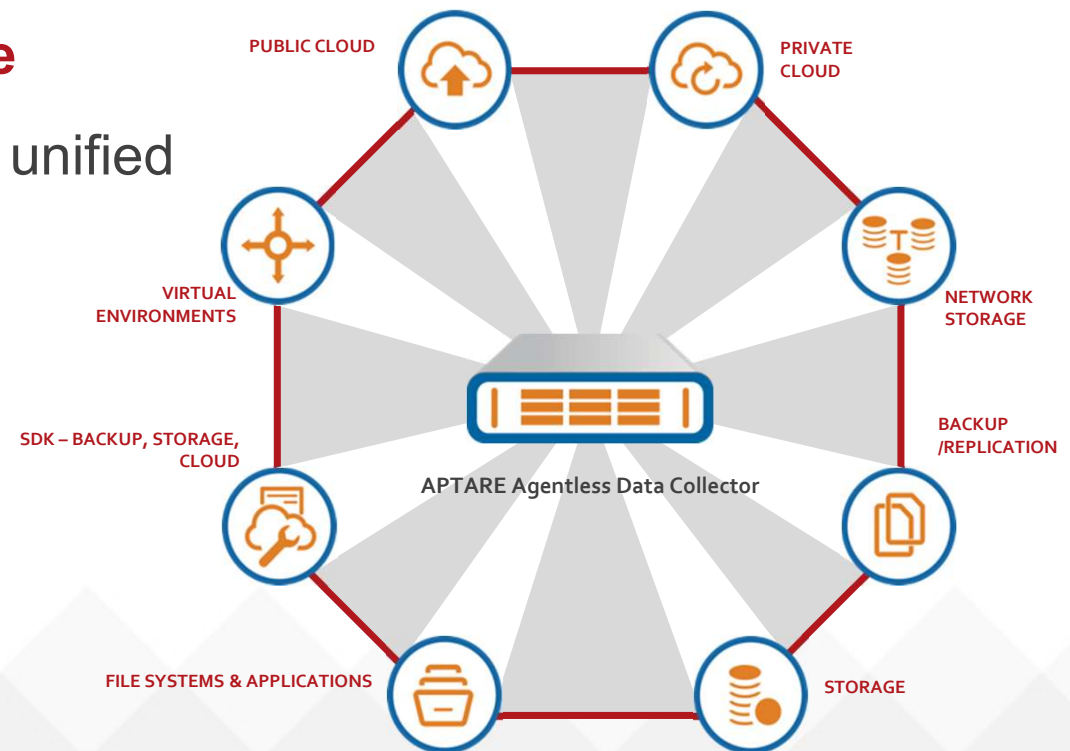 e
unified
PUBLIC CLOUD
PRIVATE
CLOUD
VIRTUAL
ENVIRONMENTS
NETWORK
STORAGE
SDK – BACKUP, STORAGE,
CLOUD
BACKUP
/REPLICATION
APTARE Agentless Data Collector
FILE SYSTEMS & APPLICATIONS
STORAGE